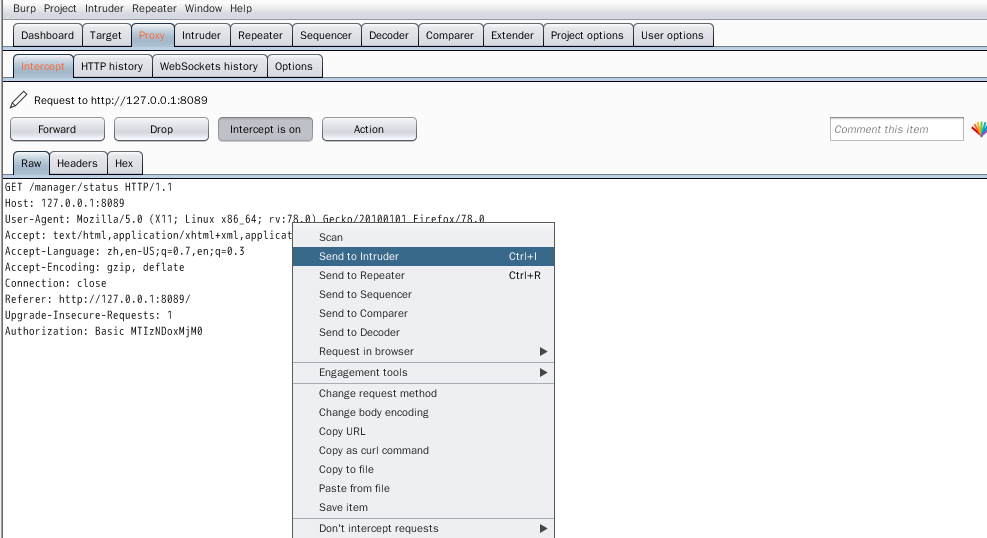 Burp Project Intruder Repeater Window Help
Dashboard Target Proxy Intruder Repeater Sequencer Decoder Comparer Extender Project options User options
Intercept HTTP history WebSockets history Options
Request to http://127.0.0.1:8089
Forward Drop Intercept is on Action Comment this item
Raw Headers Hex
GET /manager/status HTTP/1.1
Host: 127.0.0.1:8089
User-Agent: Mozilla/5.0 (X11; Linux x86_64; rv:78.0) Gecko/20100101 Firefox/78.0
Accept: text/html,application/xhtml+xml,applicat
Accept-Language: zh,en-US;q=0.7,en;q=0.3
Accept-Encoding: gzip, deflate
Connection: close
Referer: http://127.0.0.1:8089/
Upgrade-Insecure-Requests: 1
Authorization: Basic MTIzNDoxMjM0
Scan
Send to Intruder Ctrl+I
Send to Repeater Ctrl+R
Send to Sequencer
Send to Comparer
Send to Decoder
Request in browser
Engagement tools
Change request method
Change body encoding
Copy URL
Copy as curl command
Copy to file
Paste from file
Save item
Don't intercept requests